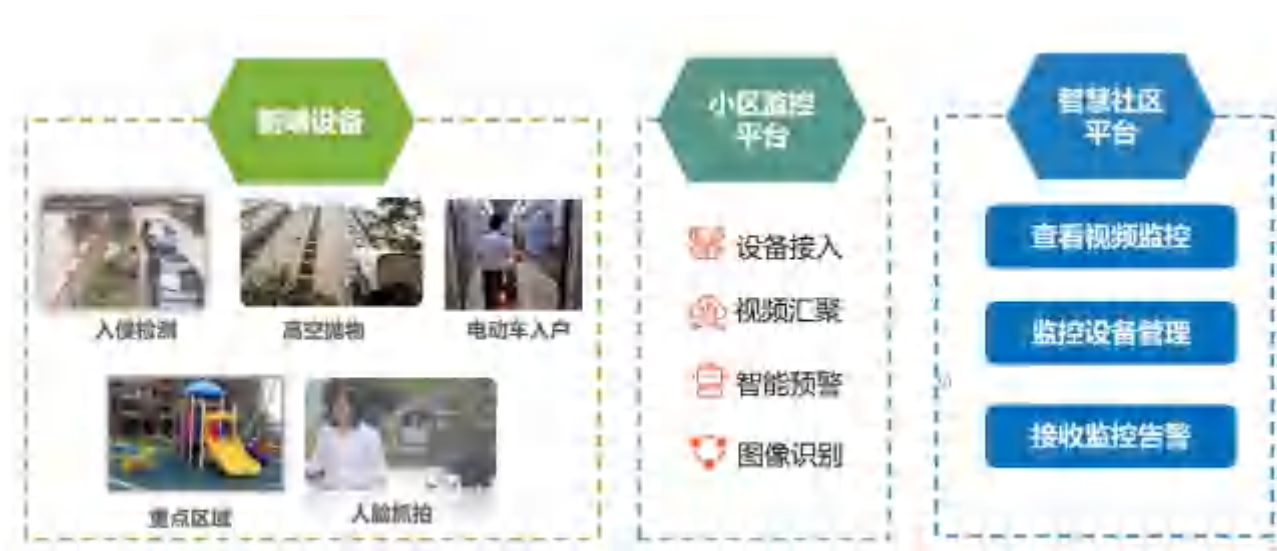 前端设备
入侵检测
高空抛物
电动车入户
重点区域
人脸抓拍
小区监控
平台
设备接入
视频汇聚
智能预警
图像识别
智慧社区
平台
查看视频监控
监控设备管理
接收监控告警